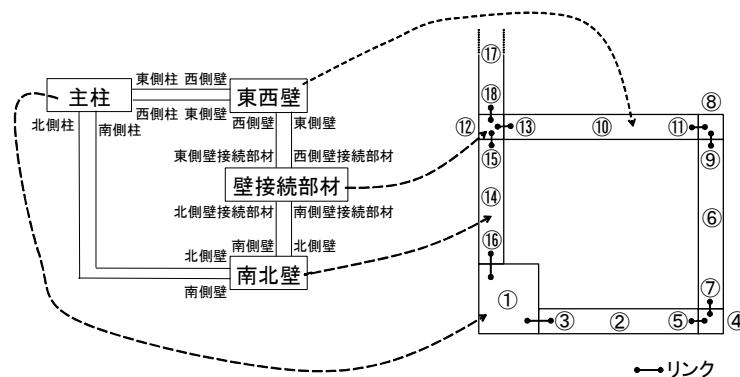 主柱
東側柱 西側壁
西側柱 東側壁
東西壁
北側柱
南側柱
西側壁 東側壁
東側壁接続部材 西側壁接続部材
壁接続部材
北側壁接続部材 南側壁接続部材
南側壁 北側壁
北側壁
南側壁
南北壁
⑰
⑱
⑧
⑫ ⑬ ⑩ ⑪
⑮ ⑨
⑭
⑥
⑯
①
⑦
③ ② ⑤ ④
リンク